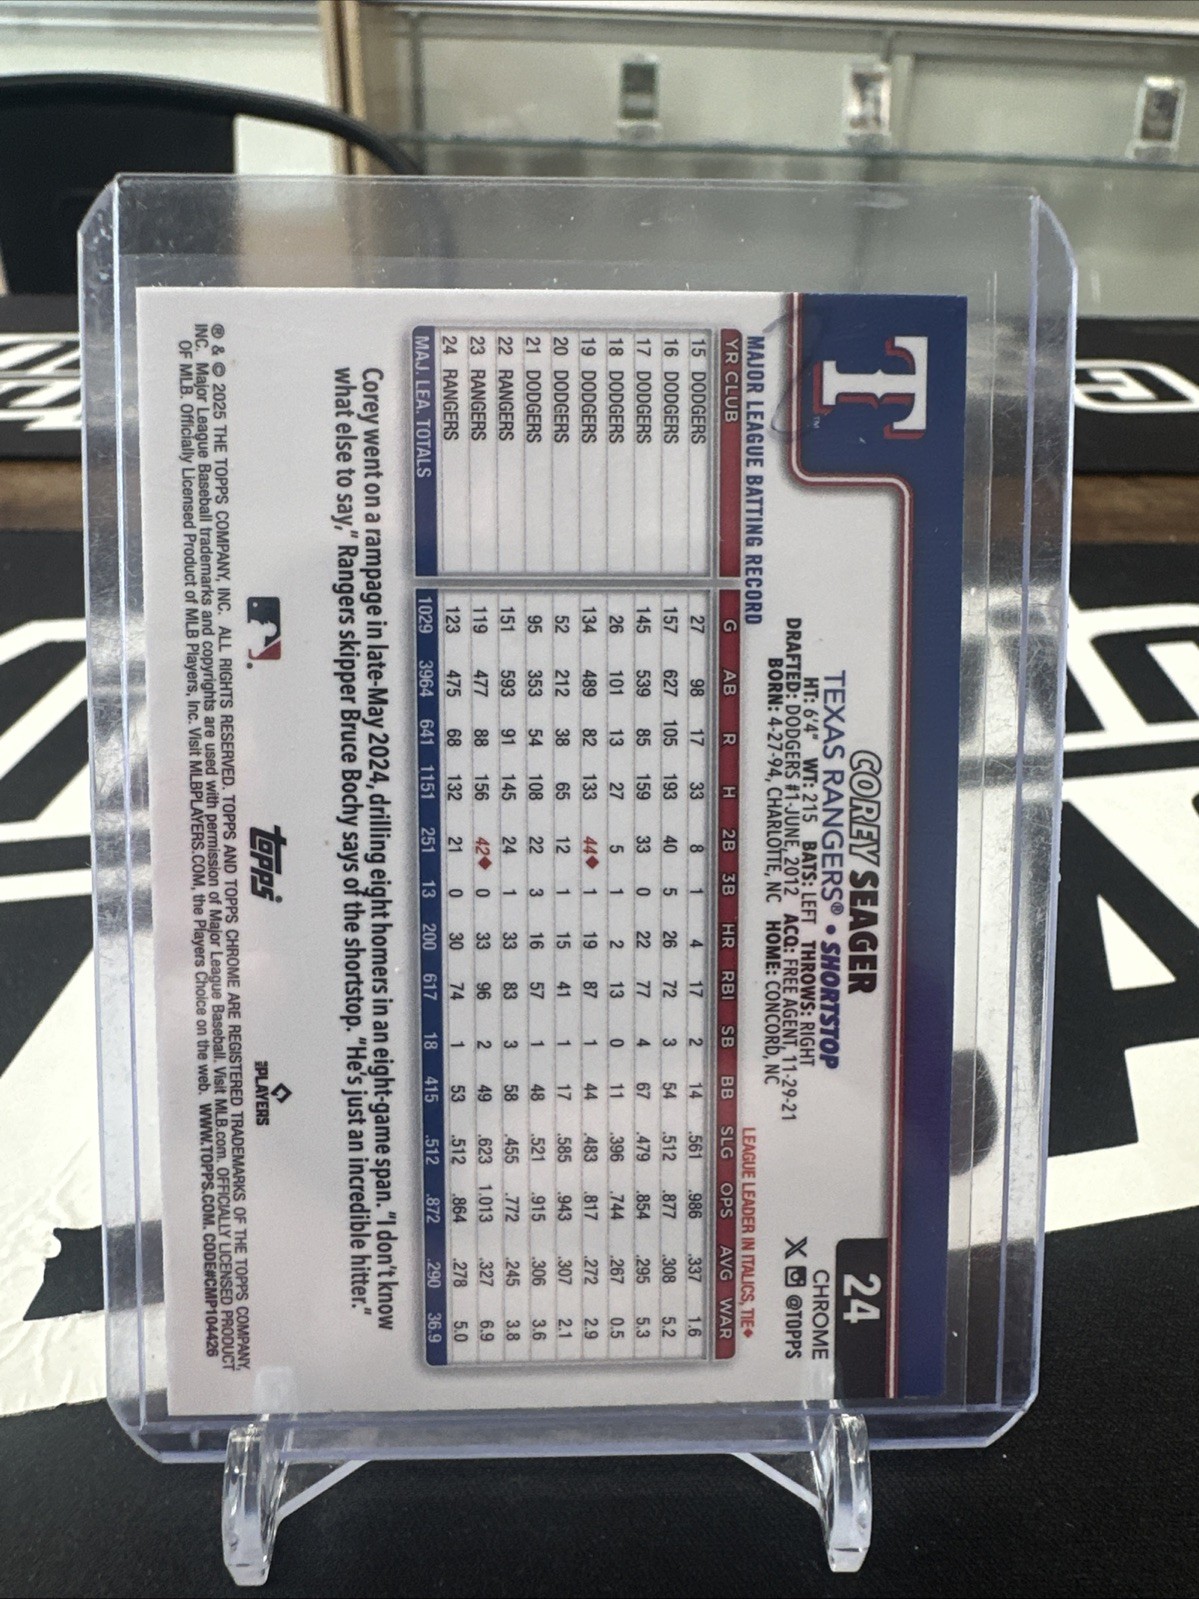 T™
24
CHROME
X @TOPPS
COREY SEAGER
TEXAS RANGERS® • SHORTSTOP
HT: 6'4" WT: 215 BATS: LEFT THROWS: RIGHT
DRAFTED: DODGERS #1-JUNE, 2012 ACQ: FREE AGENT, 11-29-21
BORN: 4-27-94, CHARLOTTE, NC HOME: CONCORD, NC
MAJOR LEAGUE BATTING RECORD LEAGUE LEADER IN ITALICS, TIE♦
YR CLUB G AB R H 2B 3B HR RBI SB BB SLG OPS AVG WAR
15 DODGERS 27 98 17 33 8 1 4 17 2 14 .561 .986 .337 1.6
16 DODGERS 157 627 105 193 40 5 26 72 3 54 .512 .877 .308 5.2
17 DODGERS 145 539 85 159 33 0 22 77 4 67 .479 .854 .295 5.3
18 DODGERS 26 101 13 27 5 1 2 13 0 11 .396 .744 .267 0.5
19 DODGERS 134 489 82 133 44♦ 1 19 87 1 44 .483 .817 .272 2.9
20 DODGERS 52 212 38 65 12 1 15 41 1 17 .585 .943 .307 2.1
21 DODGERS 95 353 54 108 22 3 16 57 1 48 .521 .915 .306 3.6
22 RANGERS 151 593 91 145 24 1 33 83 3 58 .455 .772 .245 3.8
23 RANGERS 119 477 88 156 42♦ 0 33 96 2 49 .623 1.013 .327 6.9
24 RANGERS 123 475 68 132 21 0 30 74 1 53 .512 .864 .278 5.0
MAJ. LEA. TOTALS 1029 3964 641 1151 251 13 200 617 18 415 .512 .872 .290 36.9
Corey went on a rampage in late-May 2024, drilling eight homers in an eight-game span. "I don't know
what else to say," Rangers skipper Bruce Bochy says of the shortstop. "He's just an incredible hitter."
topps
PLAYERS
® & © 2025 THE TOPPS COMPANY, INC. ALL RIGHTS RESERVED. TOPPS AND TOPPS CHROME ARE REGISTERED TRADEMARKS OF THE TOPPS COMPANY,
INC. Major League Baseball trademarks and copyrights are used with permission of Major League Baseball. Visit MLB.com. OFFICIALLY LICENSED PRODUCT
OF MLB. Officially Licensed Product of MLB Players, Inc. Visit MLBPLAYERS.COM, the Players Choice on the web. WWW.TOPPS.COM. CODE#CMP104426